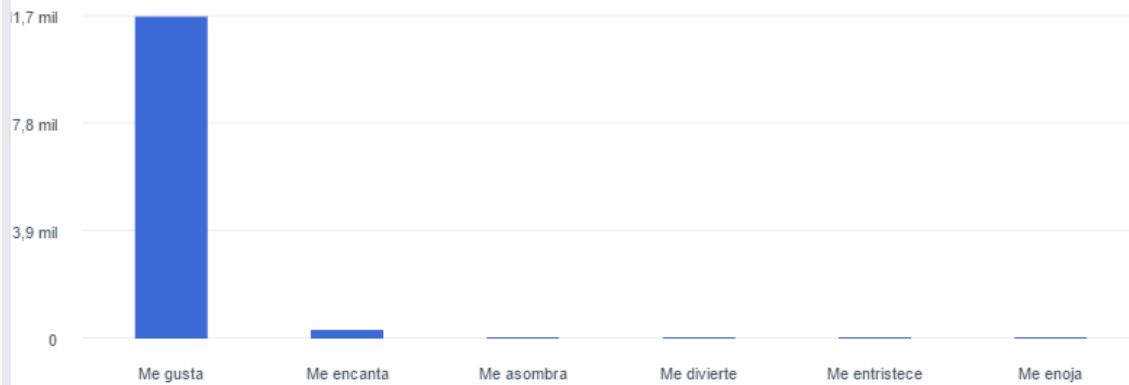 11,7 mil
7,8 mil
3,9 mil
0
Me gusta Me encanta Me asombra Me divierte Me entristece Me enoja